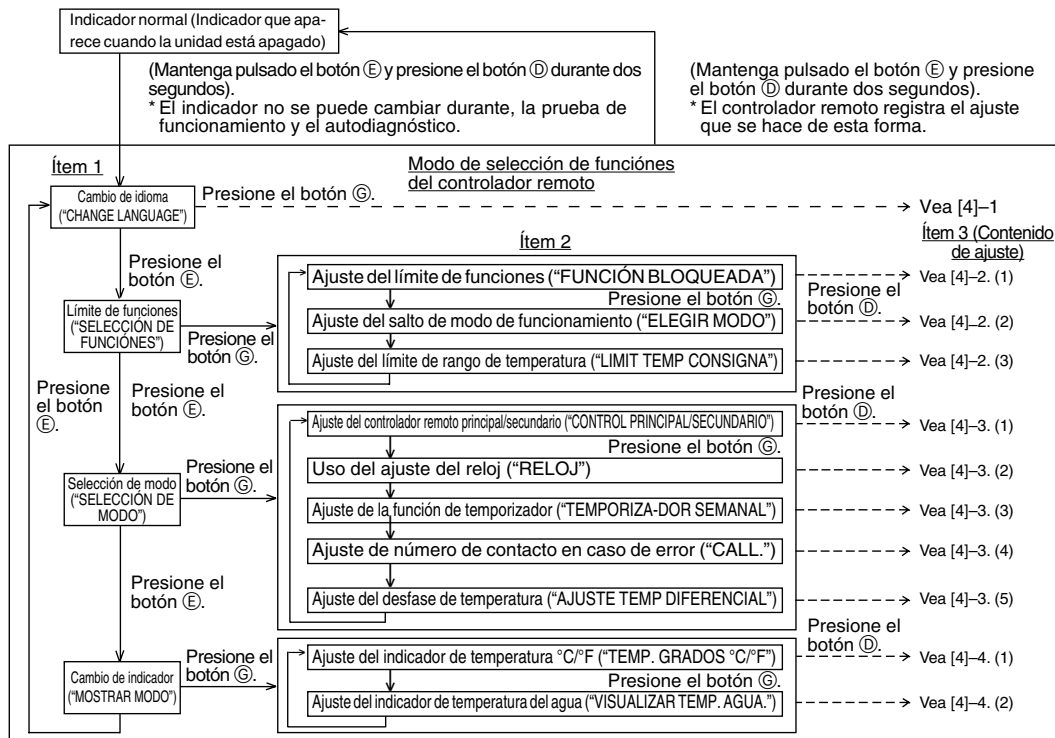 Indicador normal (Indicador que apa-
rece cuando la unidad está apagado)
(Mantenga pulsado el botón Ⓔ y presione el botón Ⓓ durante dos
segundos).
* El indicador no se puede cambiar durante, la prueba de
funcionamiento y el autodiagnóstico.
(Mantenga pulsado el botón Ⓔ y presione
el botón Ⓓ durante dos segundos).
* El controlador remoto registra el ajuste
que se hace de esta forma.
Ítem 1
Modo de selección de funciónes
del controlador remoto
Cambio de idioma
(“CHANGE LANGUAGE”)
Presione el botón Ⓖ.
Vea [4]–1
Ítem 2
Ítem 3 (Contenido
de ajuste)
Presione el
botón Ⓔ.
Límite de funciones
(“SELECCIÓN DE
FUNCIÓNES”)
Presione el
botón Ⓖ.
Ajuste del límite de funciones (“FUNCIÓN BLOQUEADA”)
Vea [4]–2. (1)
Presione el botón Ⓖ.
Presione el
botón Ⓓ.
Ajuste del salto de modo de funcionamiento (“ELEGIR MODO”)
Vea [4]–2. (2)
Ajuste del límite de rango de temperatura (“LIMIT TEMP CONSIGNA”)
Vea [4]–2. (3)
Presione
el botón
Ⓔ.
Presione el
botón Ⓔ.
Presione el
botón Ⓓ.
Selección de modo
(“SELECCIÓN DE
MODO”)
Presione el
botón Ⓖ.
Ajuste del controlador remoto principal/secundario (“CONTROL PRINCIPAL/SECUNDARIO”)
Vea [4]–3. (1)
Presione el botón Ⓖ.
Uso del ajuste del reloj (“RELOJ”)
Vea [4]–3. (2)
Ajuste de la función de temporizador (“TEMPORIZA-DOR SEMANAL”)
Vea [4]–3. (3)
Ajuste de número de contacto en caso de error (“CALL.”)
Vea [4]–3. (4)
Ajuste del desfase de temperatura (“AJUSTE TEMP DIFERENCIAL”)
Vea [4]–3. (5)
Presione el
botón Ⓔ.
Presione el
botón Ⓓ.
Cambio de indicador
(“MOSTRAR MODO”)
Presione el
botón Ⓖ.
Ajuste del indicador de temperatura °C/°F (“TEMP. GRADOS °C/°F”)
Vea [4]–4. (1)
Presione el botón Ⓖ.
Ajuste del indicador de temperatura del agua (“VISUALIZAR TEMP. AGUA.”)
Vea [4]–4. (2)